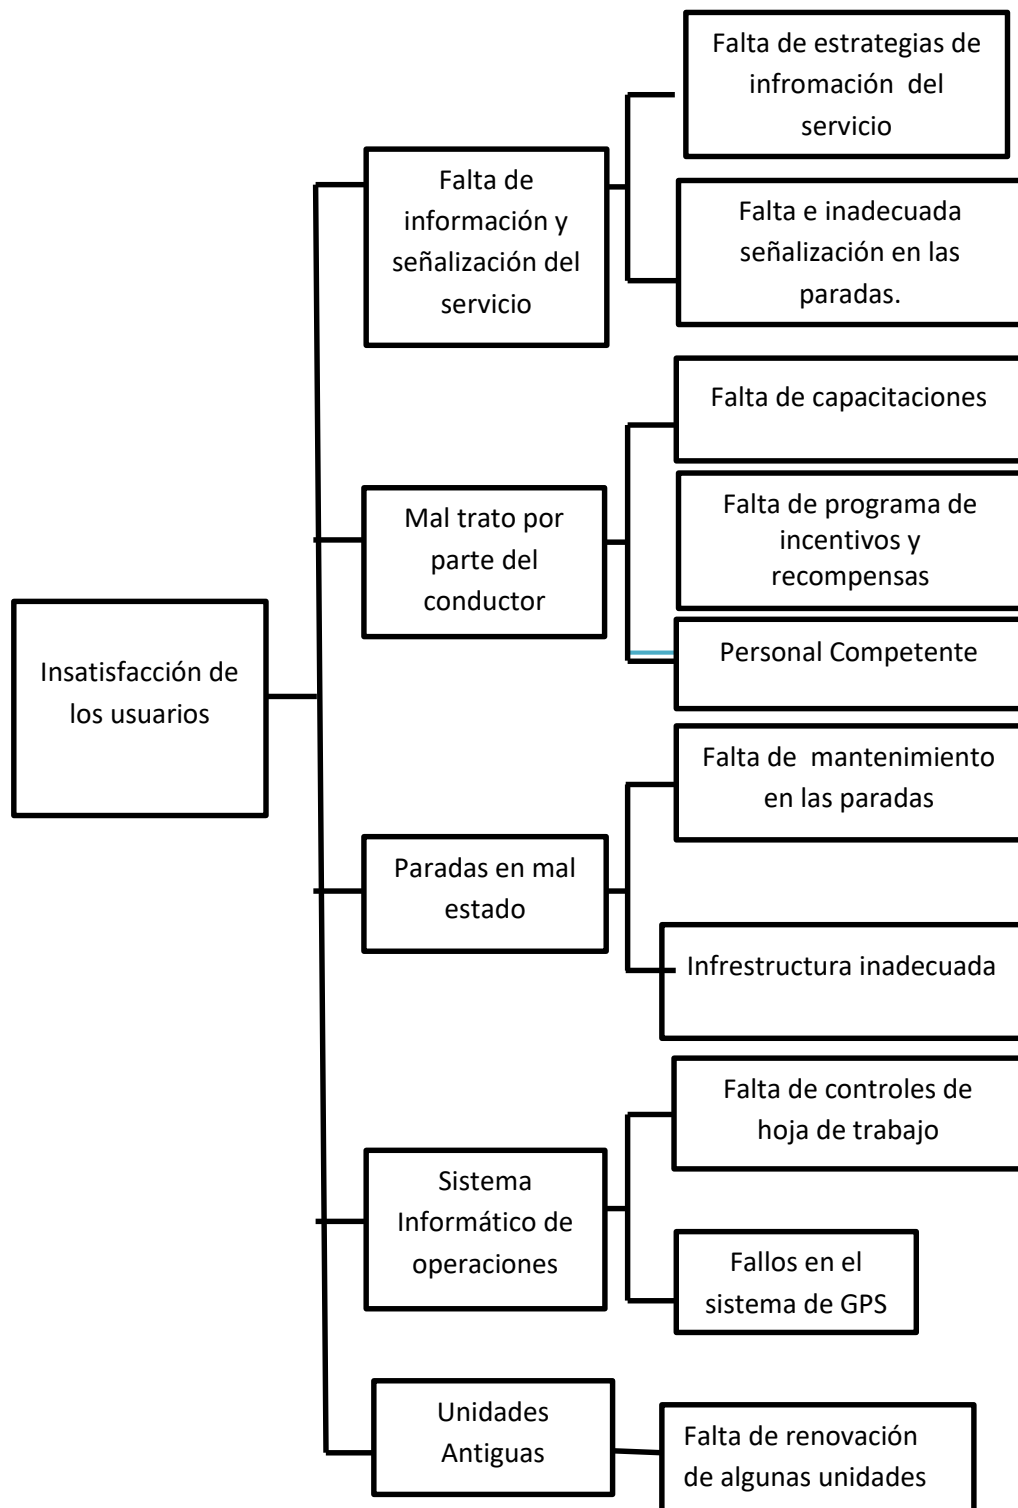 Falta de estrategias de
infromación del
servicio
Falta de
información y
señalización del
servicio
Falta e inadecuada
señalización en las
paradas.
Falta de capacitaciones
Mal trato por
parte del
conductor
Falta de programa de
incentivos y
recompensas
Personal Competente
Insatisfacción de
los usuarios
Falta de mantenimiento
en las paradas
Paradas en mal
estado
Infrestructura inadecuada
Falta de controles de
hoja de trabajo
Sistema
Informático de
operaciones
Fallos en el
sistema de GPS
Unidades
Antiguas
Falta de renovación
de algunas unidades